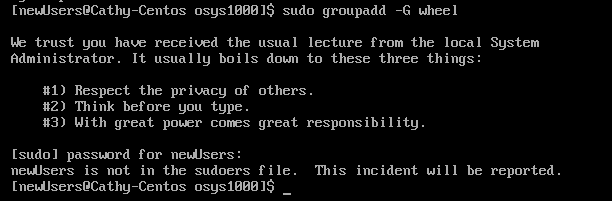 [newUsers@Cathy-Centos osys1000]$ sudo groupadd -G wheel
We trust you have received the usual lecture from the local System
Administrator. It usually boils down to these three things:
#1) Respect the privacy of others.
#2) Think before you type.
#3) With great power comes great responsibility.
[sudo] password for newUsers:
newUsers is not in the sudoers file.  This incident will be reported.
[newUsers@Cathy-Centos osys1000]$ _